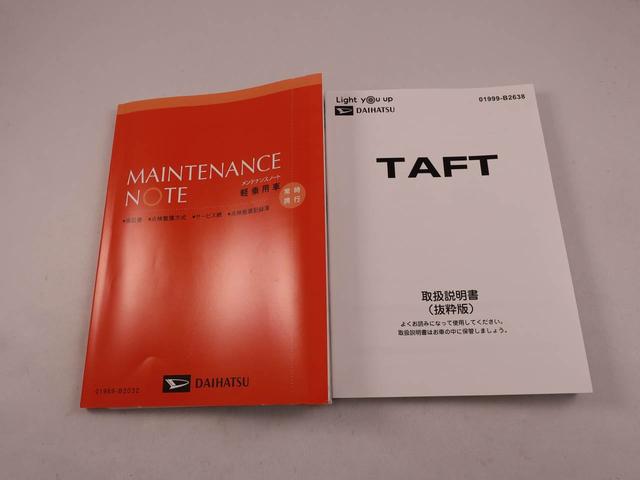 MAINTENANCE
NOTE
メンテナンスノート
軽乗用車
常時
携行
•保証書 •点検整備方式 •サービス網 •点検整備記録簿
DAIHATSU
01999-B2032
Light you up
DAIHATSU
01999-B2638
TAFT
取扱説明書
（抜粋版）
よくお読みになって使用してください。
取扱説明書はお車の中に保管しましょう。